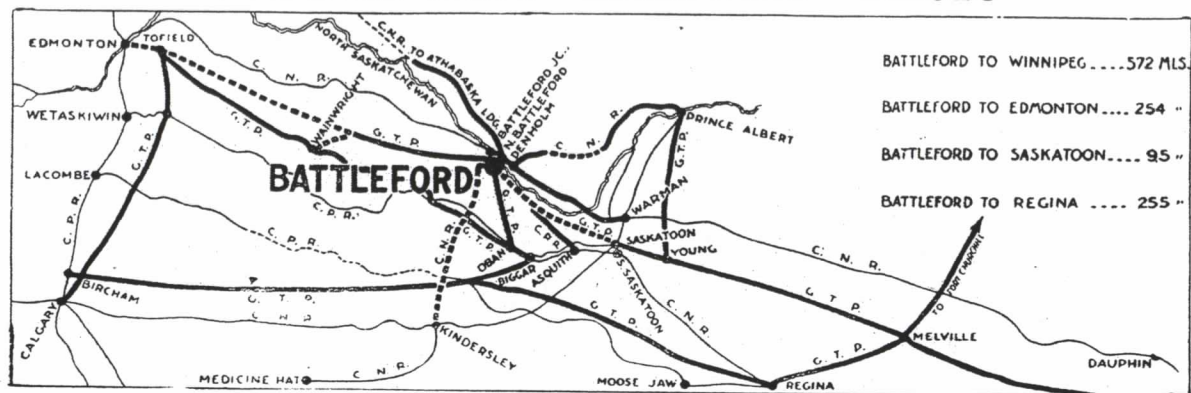 EDMONTON
TOFIELD
C. N. R.
NORTH SASKATCHEWAN
C.N.R. TO ATHABASKA LDG.
BATTLEFORD JC.,
N. BATTLEFORD
DENHOLM
WETASKIWIN
G.T.P.
WAINWRIGHT
G.T.P.
C. N. R.
PRINCE ALBERT
G.T.P.
LACOMBE
G.T.P.
BATTLEFORD
C.P.R.
C.P.R.
C.P.R.
G.T.P.
C.N.R.
G.T.P.
C.P.R.
G.T.P.
WARMAN
SASKATOON
YOUNG
OBAN
BIGGAR
ASQUITH
S. SASKATOON
C. N. R.
BIRCHAM
G.T.P.
C.N.R.
G.T.P.
C.N.R.
G.T.P.
CALGARY
KINDERSLEY
G.T.P.
TO FORT CHURCHILL
MELVILLE
DAUPHIN
MEDICINE HAT
C.N.R.
MOOSE JAW
REGINA
BATTLEFORD TO WINNIPEG....572 MLS.
BATTLEFORD TO EDMONTON ---- 254 "
BATTLEFORD TO SASKATOON.... 95 "
BATTLEFORD TO REGINA .... 255 "